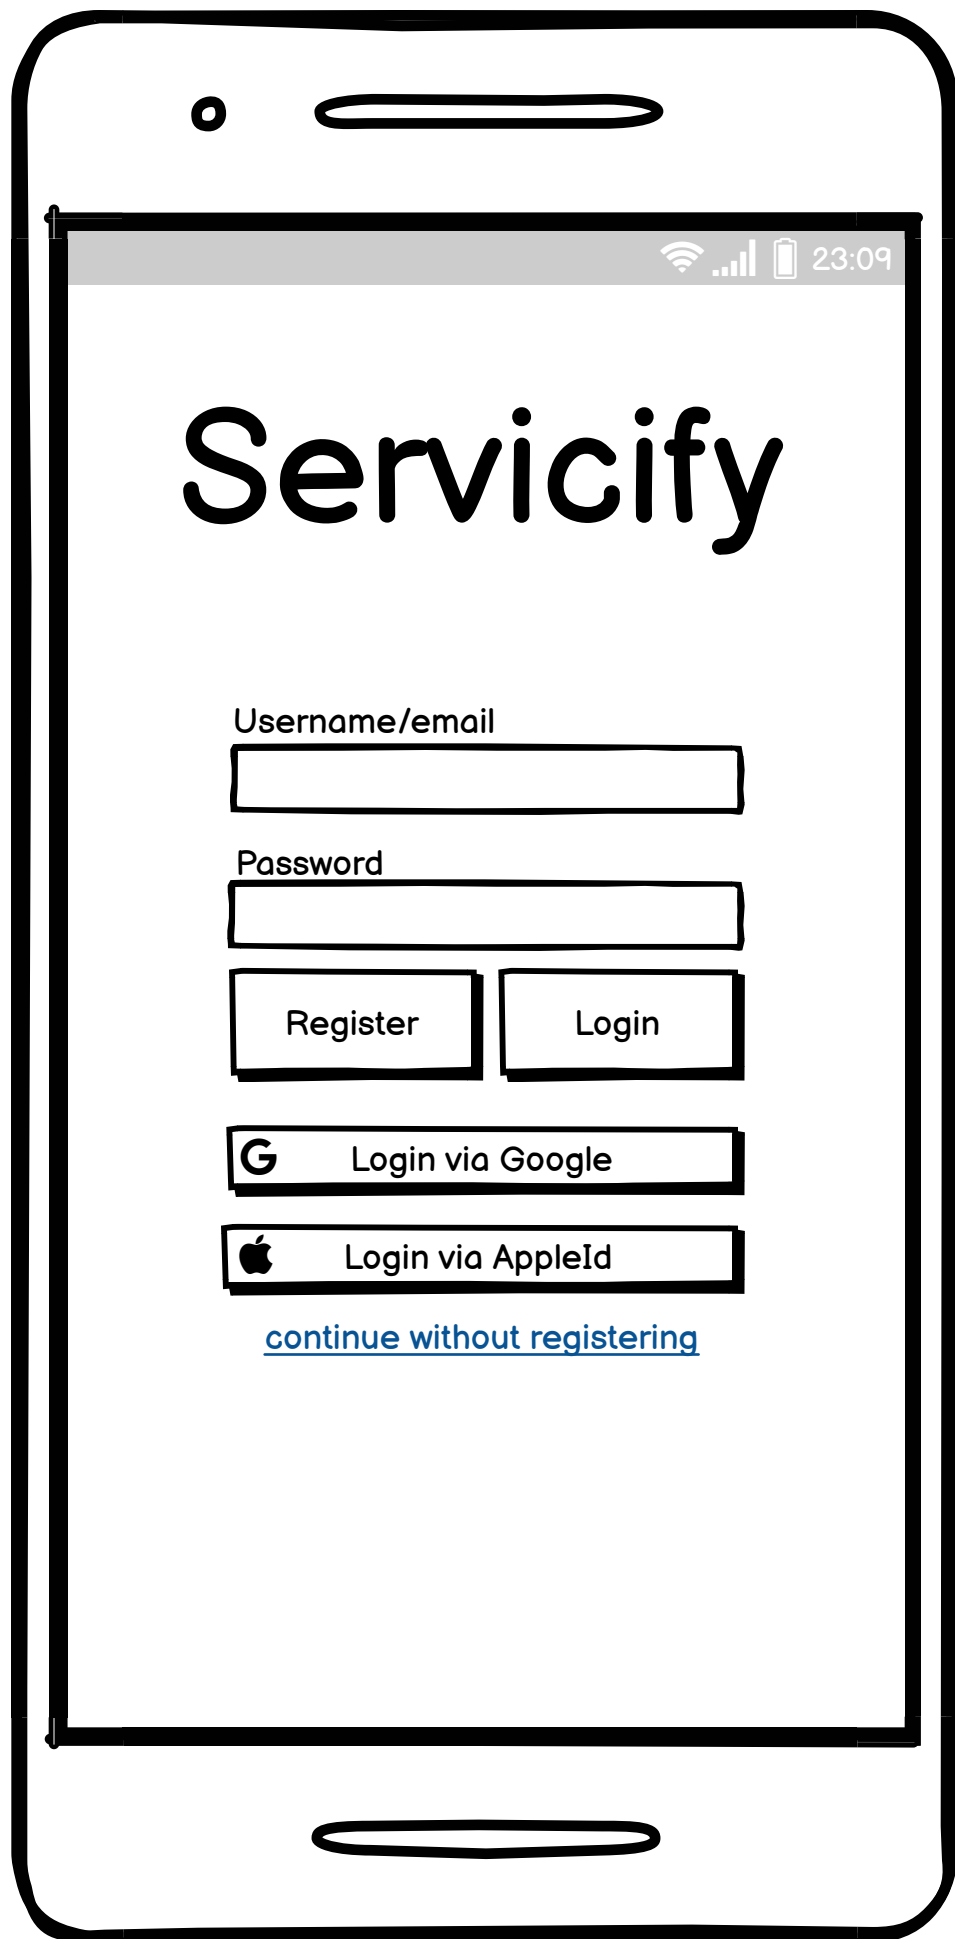 23:09
Servicify
Username/email
Password
Register
Login
Login via Google
Login via AppleId
continue without registering